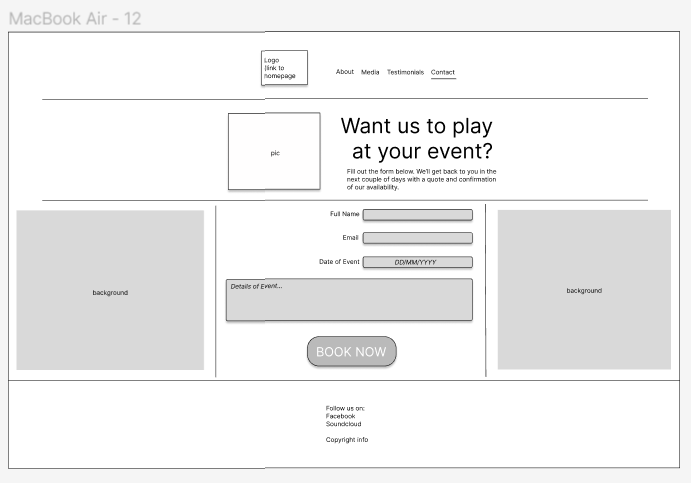 MacBook Air - 12
Logo
(link to
homepage
About Media Testimonials Contact
pic
Want us to play
at your event?
Fill out the form below. We'll get back to you in the
next couple of days with a quote and confirmation
of our availability.
Full Name
Email
Date of Event DD/MM/YYYY
Details of Event...
BOOK NOW
background
background
Follow us on:
Facebook
Soundcloud
Copyright info